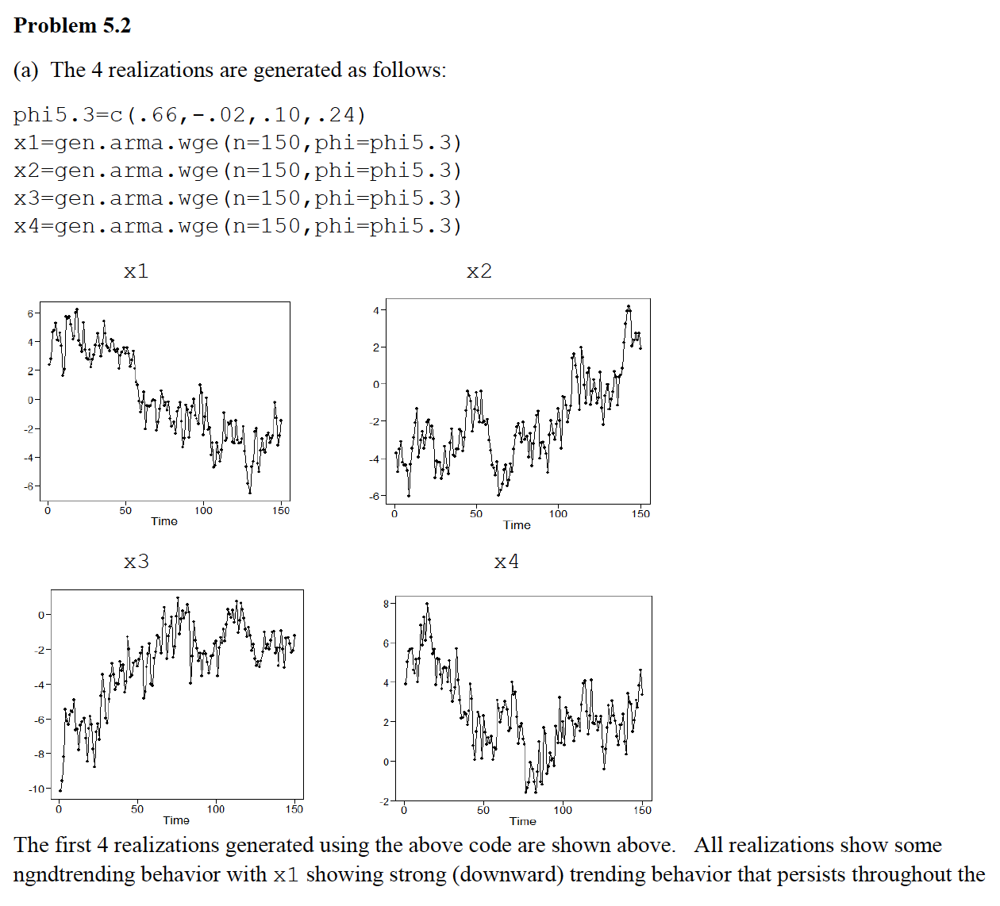 Problem 5.2
(a) The 4 realizations are generated as follows:
phi5.3=c(.66,-.02,.10,.24)
x1=gen.arma.wge(n=150,phi=phi5.3)
x2=gen.arma.wge(n=150,phi=phi5.3)
x3=gen.arma.wge(n=150,phi=phi5.3)
x4=gen.arma.wge(n=150,phi=phi5.3)
x1
6
4
2
0
-2
-4
-6
0 50 100 150
Time
x2
4
2
0
-2
-4
-6
0 50 100 150
Time
x3
0
-2
-4
-6
-8
-10
0 50 100 150
Time
x4
8
6
4
2
0
-2
0 50 100 150
Time
The first 4 realizations generated using the above code are shown above. All realizations show some
ngndtrending behavior with x1 showing strong (downward) trending behavior that persists throughout the